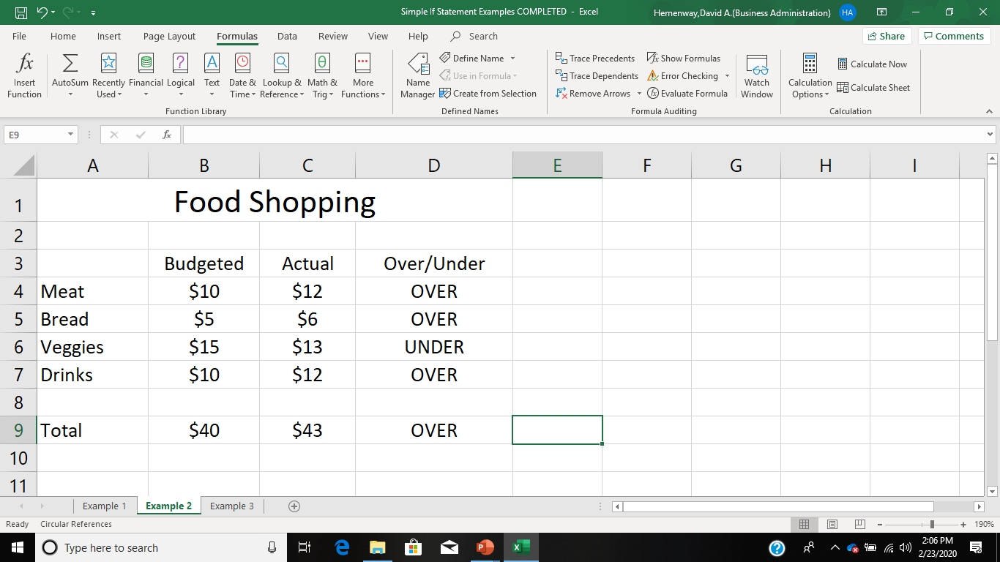 Simple If Statement Examples COMPLETED - Excel
Hemenway,David A.(Business Administration) HA
File Home Insert Page Layout Formulas Data Review View Help Search Share Comments
fx Insert Function
AutoSum
Recently Used
Financial
Logical
Text
Date & Time
Lookup & Reference
Math & Trig
More Functions
Function Library
Name Manager
Define Name
Use in Formula
Create from Selection
Defined Names
Trace Precedents
Trace Dependents
Remove Arrows
Show Formulas
Error Checking
Evaluate Formula
Formula Auditing
Watch Window
Calculation Options
Calculate Now
Calculate Sheet
Calculation
E9 fx
A B C D E F G H I
1 Food Shopping
2
3 Budgeted Actual Over/Under
4 Meat $10 $12 OVER
5 Bread $5 $6 OVER
6 Veggies $15 $13 UNDER
7 Drinks $10 $12 OVER
8
9 Total $40 $43 OVER
10
11
Example 1 Example 2 Example 3
Ready Circular References 190%
Type here to search
2:06 PM
2/23/2020